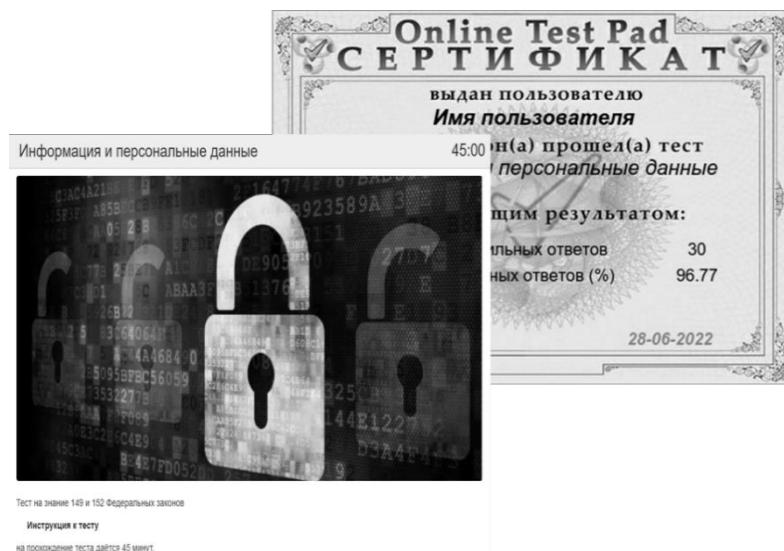 Online Test Pad
СЕРТИФИКАТ
выдан пользователю
Имя пользователя
он(а) прошел(а) тест
персональные данные
щим результатом:
ильных ответов 30
ных ответов (%) 96.77
28-06-2022
Информация и персональные данные 45:00
Тест на знание 149 и 152 Федеральных законов
Инструкция к тесту
на прохождение теста даётся 45 минут.